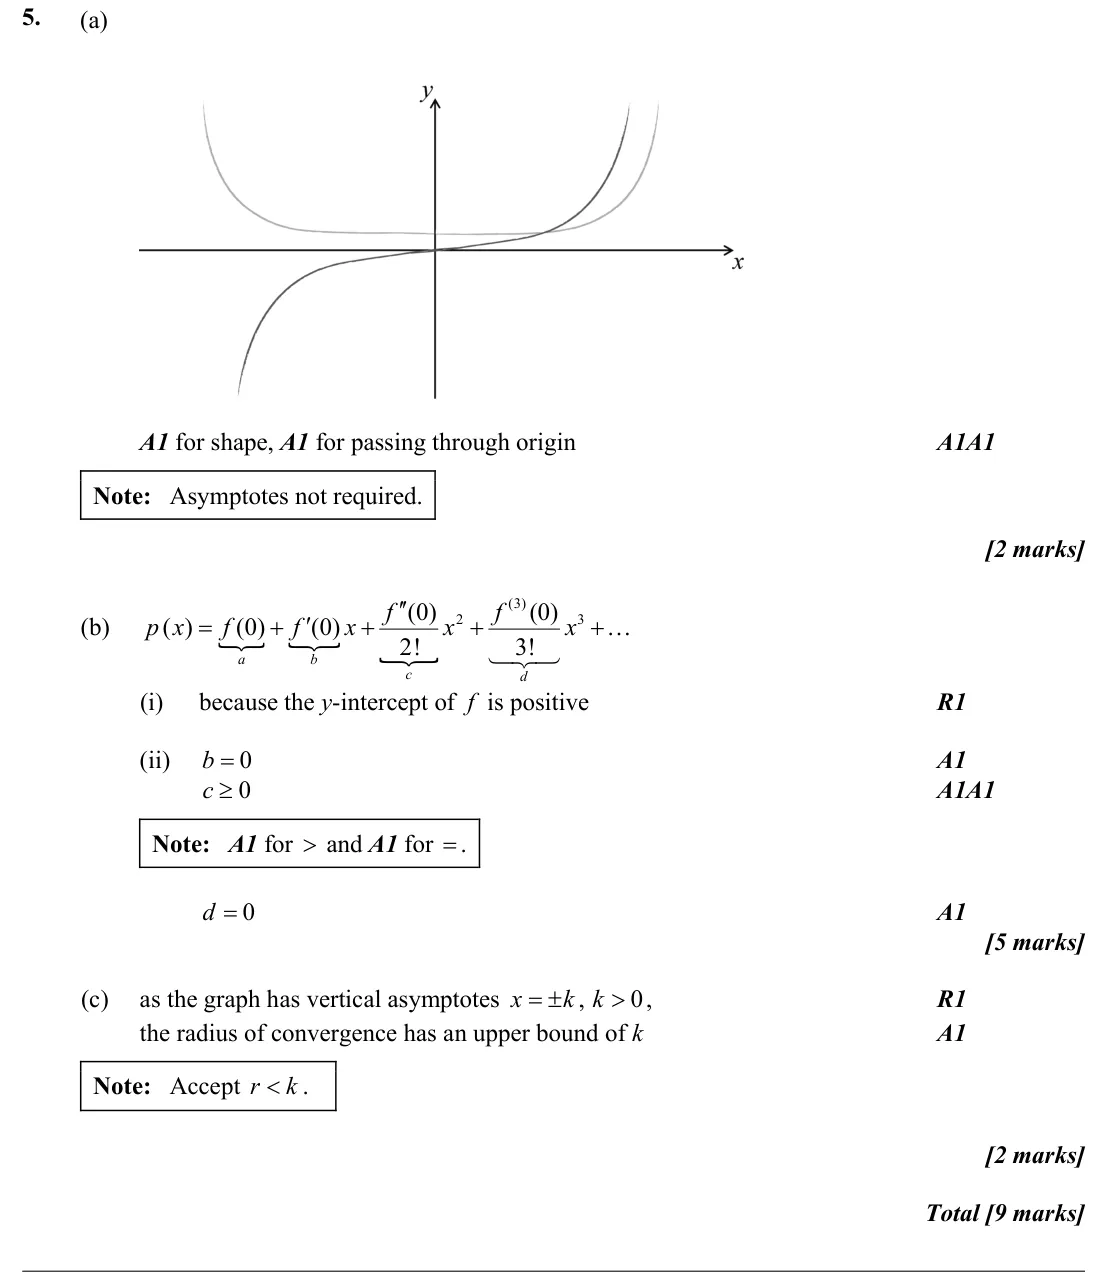 5. (a)
y
x
A1 for shape, A1 for passing through origin A1A1
Note: Asymptotes not required.
[2 marks]
(b) p(x) = f(0) + f′(0)x + f″(0)/2! x² + f⁽³⁾(0)/3! x³ + …
a b c d
(i) because the y-intercept of f is positive R1
(ii) b = 0 A1
c ≥ 0 A1A1
Note: A1 for > and A1 for =.
d = 0 A1
[5 marks]
(c) as the graph has vertical asymptotes x = ±k, k > 0, R1
the radius of convergence has an upper bound of k A1
Note: Accept r < k.
[2 marks]
Total [9 marks]